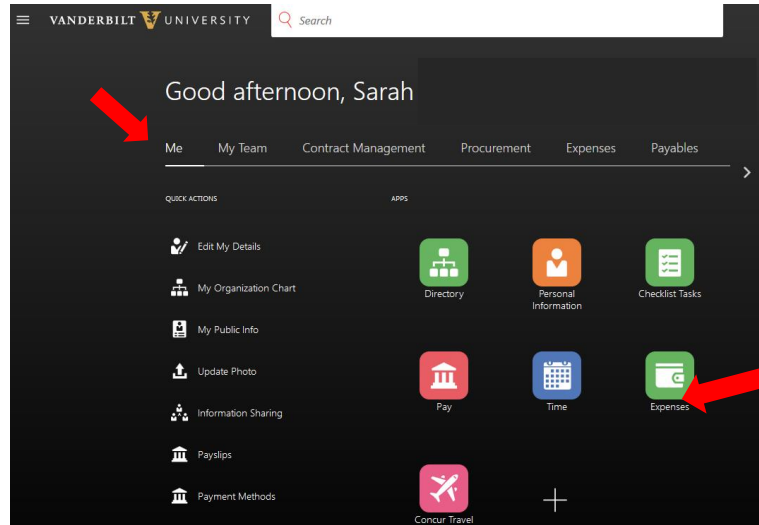 VANDERBILT UNIVERSITY
Search
Good afternoon, Sarah
Me My Team Contract Management Procurement Expenses Payables
QUICK ACTIONS
Edit My Details
My Organization Chart
My Public Info
Update Photo
Information Sharing
Payslips
Payment Methods
APPS
Directory
Personal
Information
Checklist Tasks
Pay
Time
Expenses
Concur Travel